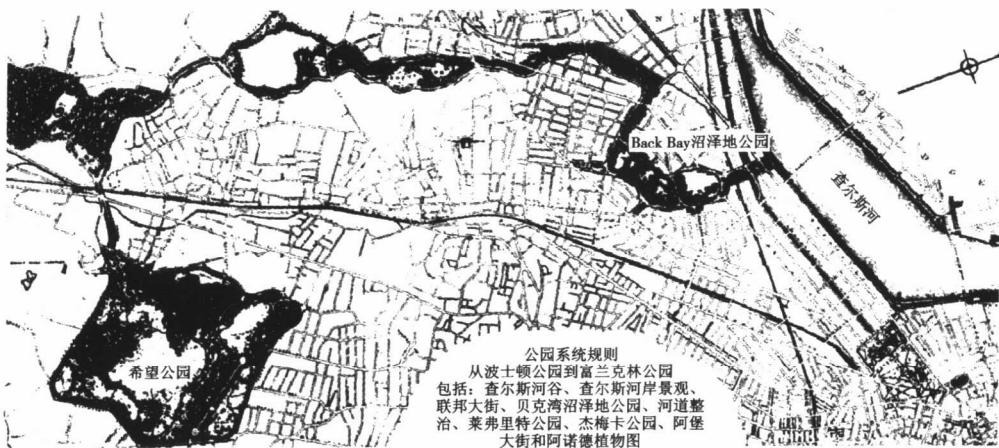 Back Bay沼泽地公园
查尔斯河
希望公园
公园系统规则
从波士顿公园到富兰克林公园
包括：查尔斯河谷、查尔斯河岸景观、
联邦大街、贝克湾沼泽地公园、河道整
治、莱弗里特公园、杰梅卡公园、阿堡
大街和阿诺德植物图